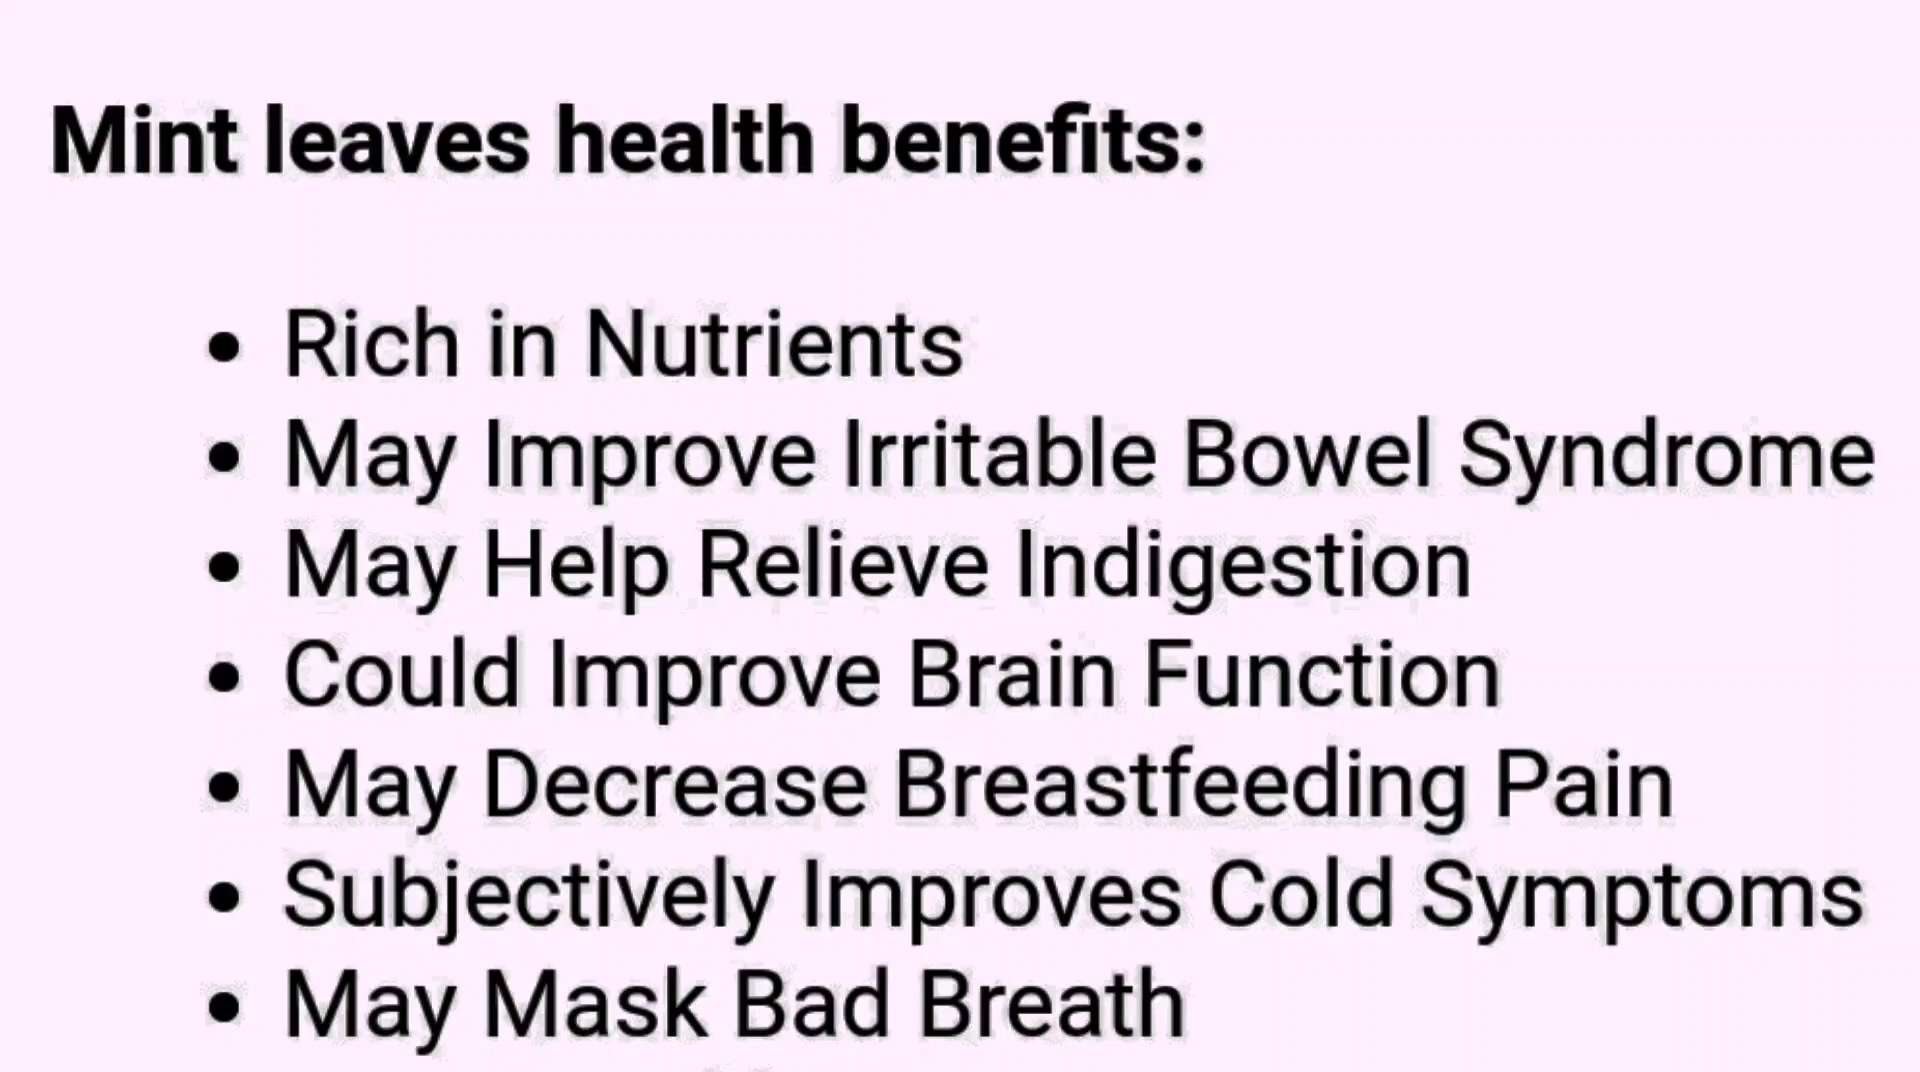 Mint leaves health benefits:
• Rich in Nutrients
• May Improve Irritable Bowel Syndrome
• May Help Relieve Indigestion
• Could Improve Brain Function
• May Decrease Breastfeeding Pain
• Subjectively Improves Cold Symptoms
• May Mask Bad Breath